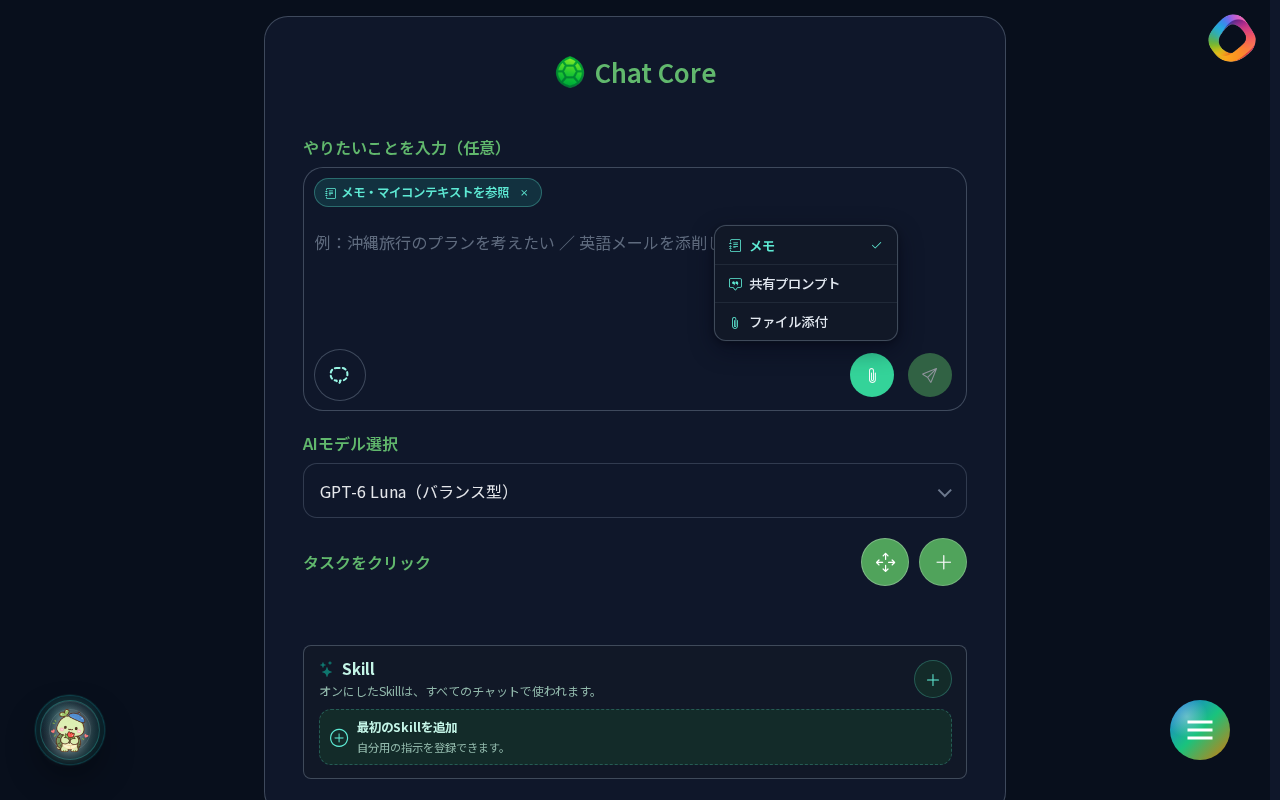 Chat Core
やりたいことを入力（任意）
メモ・マイコンテキストを参照 ×
例：沖縄旅行のプランを考えたい ／ 英語メールを添削し
メモ
共有プロンプト
ファイル添付
AIモデル選択
GPT-6 Luna（バランス型）
タスクをクリック
Skill
オンにしたSkillは、すべてのチャットで使われます。
最初のSkillを追加
自分用の指示を登録できます。